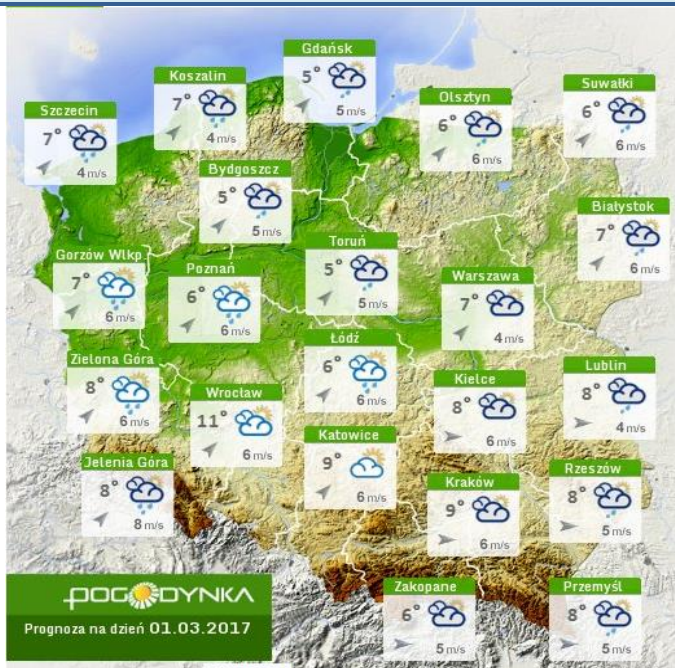 Gdańsk
5°
5 m/s
Koszalin
7°
4 m/s
Szczecin
7°
4 m/s
Olsztyn
6°
6 m/s
Suwałki
6°
6 m/s
Bydgoszcz
5°
5 m/s
Białystok
7°
6 m/s
Gorzów Wlkp
7°
6 m/s
Poznań
6°
6 m/s
Toruń
5°
5 m/s
Warszawa
7°
4 m/s
Zielona Góra
8°
6 m/s
Łódź
6°
6 m/s
Wrocław
11°
6 m/s
Kielce
8°
6 m/s
Lublin
8°
4 m/s
Katowice
9°
6 m/s
Jelenia Góra
8°
8 m/s
Kraków
9°
6 m/s
Rzeszów
8°
5 m/s
Zakopane
6°
5 m/s
Przemyśl
8°
5 m/s
POGODYNKA
Prognoza na dzień 01.03.2017